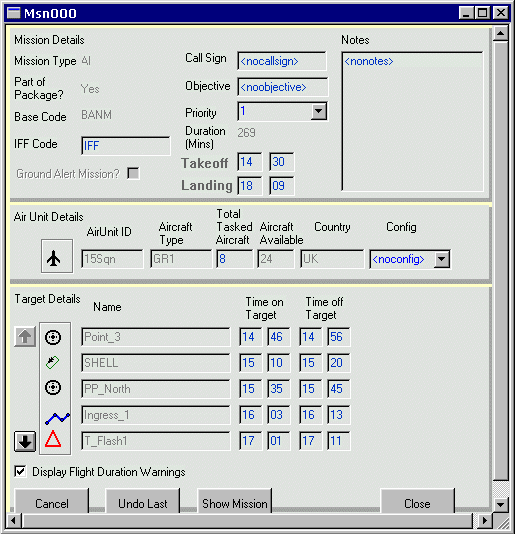 Msn000
Mission Details
Mission Type AI
Part of Package? Yes
Base Code BANM
IFF Code IFF
Ground Alert Mission?
Call Sign <nocallsign>
Objective <noobjective>
Priority 1
Duration (Mins) 269
Takeoff 14 30
Landing 18 09
Notes
<nonotes>
Air Unit Details
AirUnit ID Aircraft Type Total Tasked Aircraft Aircraft Available Country Config
15Sqn GR1 8 24 UK <noconfig>
Target Details
Name Time on Target Time off Target
Point_3 14 46 14 56
SHELL 15 10 15 20
PP_North 15 35 15 45
Ingress_1 16 03 16 13
T_Flash1 17 01 17 11
Display Flight Duration Warnings
Cancel Undo Last Show Mission Close